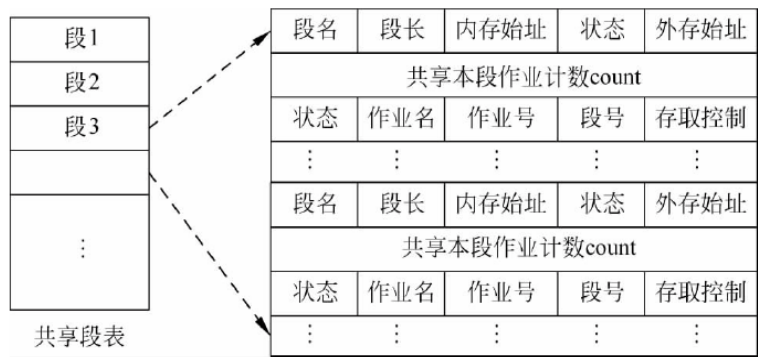 段1
段2
段3
⋮
共享段表
段名 段长 内存始址 状态 外存始址
共享本段作业计数count
状态 作业名 作业号 段号 存取控制
⋮ ⋮ ⋮ ⋮ ⋮
段名 段长 内存始址 状态 外存始址
共享本段作业计数count
状态 作业名 作业号 段号 存取控制
⋮ ⋮ ⋮ ⋮ ⋮